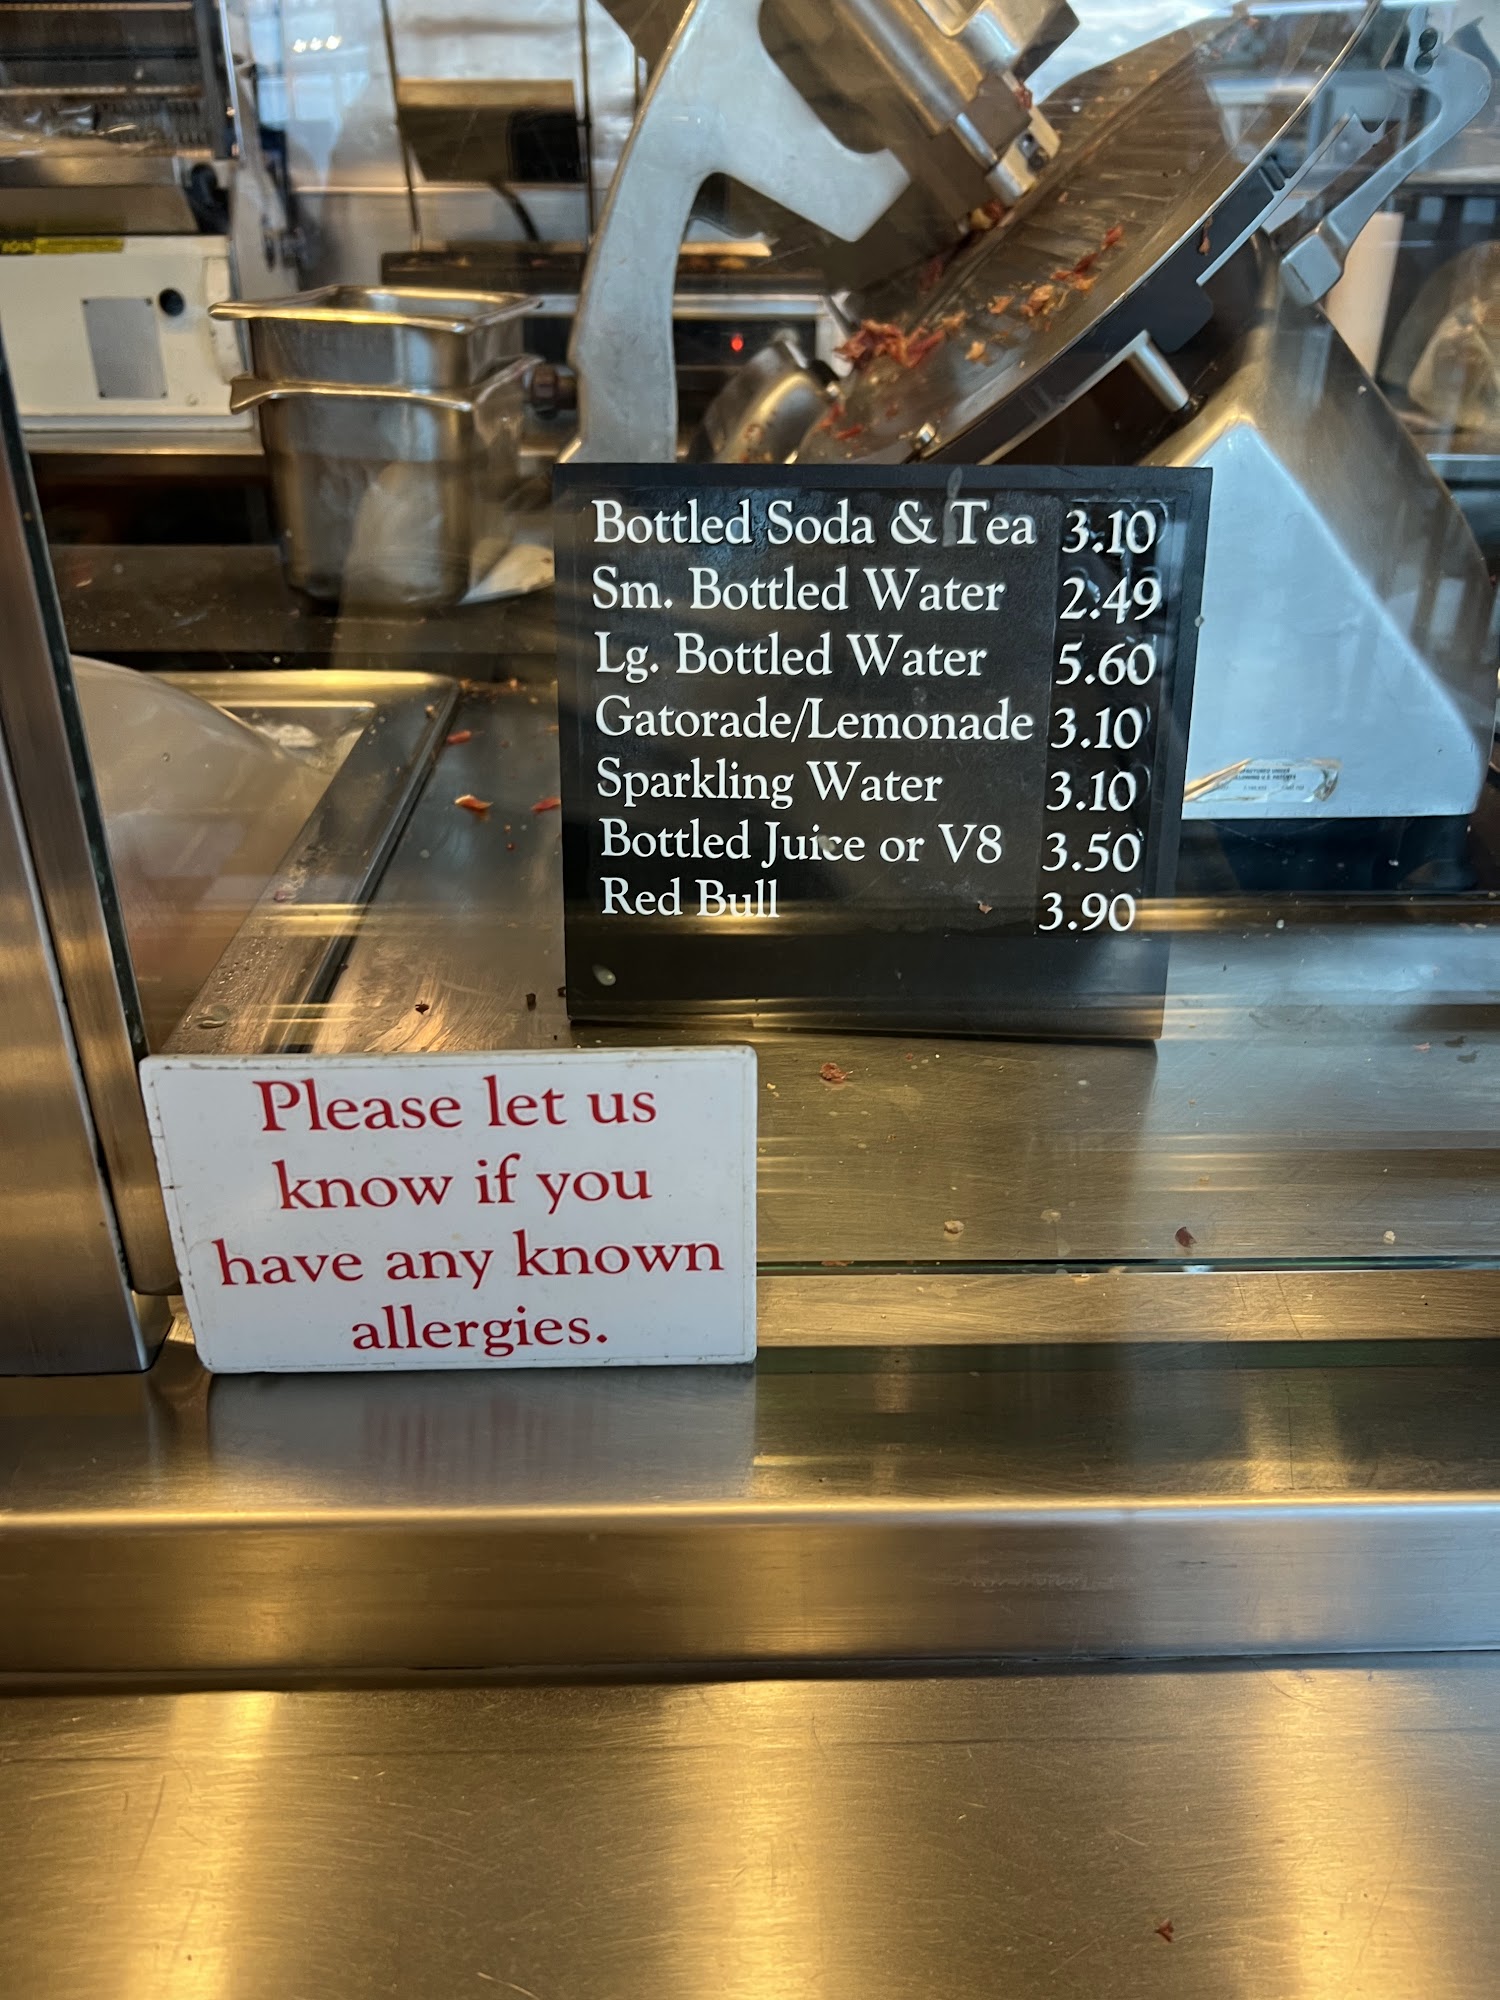 Bottled Soda & Tea 3.10
Sm. Bottled Water 2.49
Lg. Bottled Water 5.60
Gatorade/Lemonade 3.10
Sparkling Water 3.10
Bottled Juice or V8 3.50
Red Bull 3.90
Please let us
know if you
have any known
allergies.